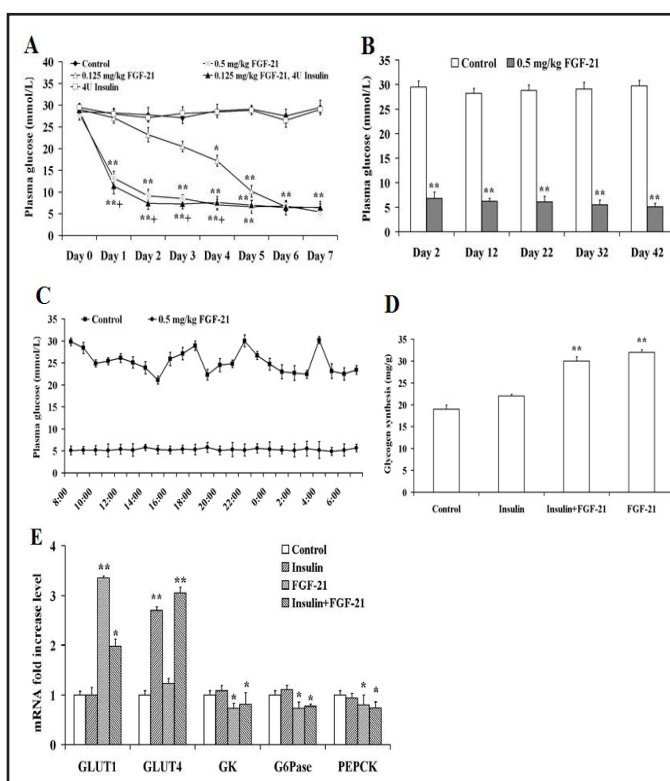 A
Control
0.5 mg/kg FGF-21
0.125 mg/kg FGF-21
0.125 mg/kg FGF-21, 4U Insulin
4U Insulin
Plasma glucose (mmol/L)
40
35
30
25
20
15
10
5
0
** ** ** * ** ** **
**+ **+ **+ **+ **
**
Day 0 Day 1 Day 2 Day 3 Day 4 Day 5 Day 6 Day 7
B
Control 0.5 mg/kg FGF-21
Plasma glucose (mmol/L)
40
35
30
25
20
15
10
5
0
** ** ** ** **
Day 2 Day 12 Day 22 Day 32 Day 42
C
Control 0.5 mg/kg FGF-21
Plasma glucose (mmol/L)
35
30
25
20
15
10
5
0
8:00 10:00 12:00 14:00 16:00 18:00 20:00 22:00 0:00 2:00 4:00 6:00
D
Glycogen synthesis (mg/g)
40
35
30
25
20
15
10
5
0
** **
Control Insulin Insulin+FGF-21 FGF-21
E
Control
Insulin
FGF-21
Insulin+FGF-21
mRNA fold increase level
4
3
2
1
0
** * ** ** * * * * * *
GLUT1 GLUT4 GK G6Pase PEPCK